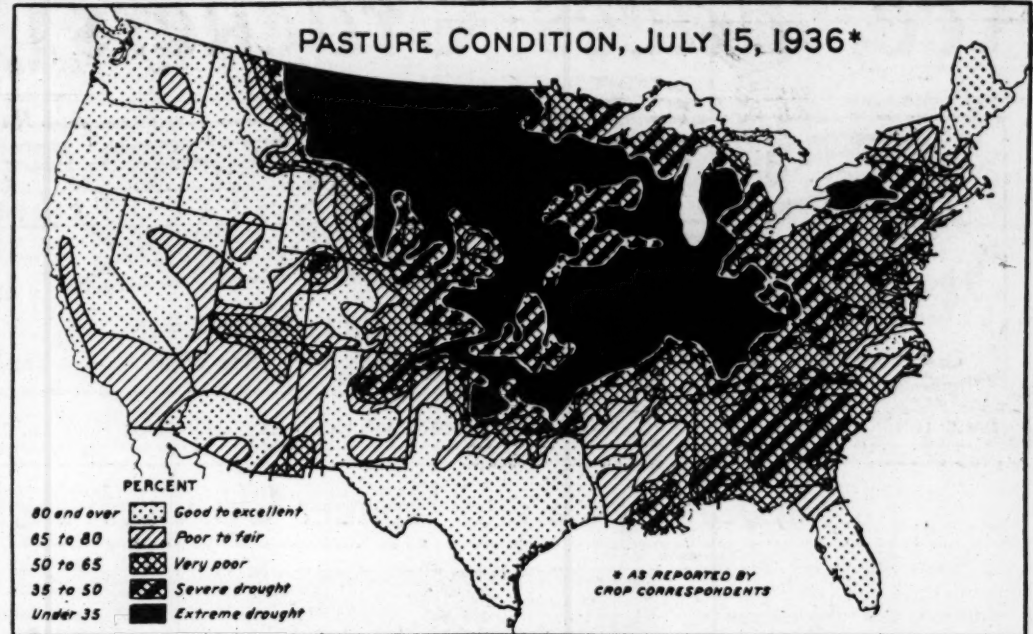 PASTURE CONDITION, JULY 15, 1936*
PERCENT
80 and over Good to excellent
65 to 80 Poor to fair
50 to 65 Very poor
35 to 50 Severe drought
Under 35 Extreme drought
* AS REPORTED BY
CROP CORRESPONDENTS